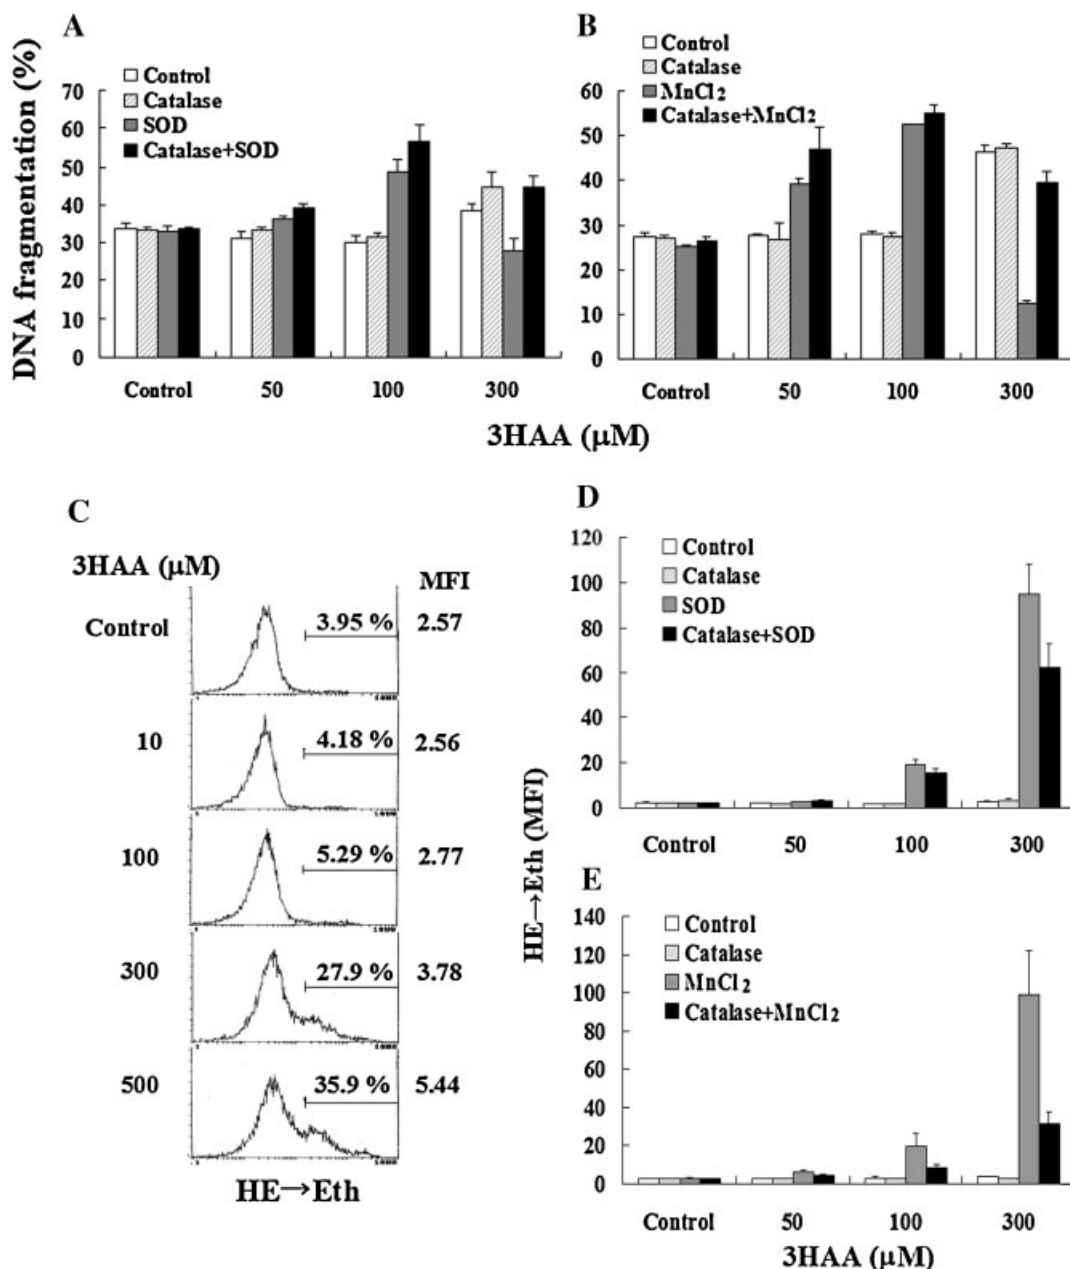 A
DNA fragmentation (%)
Control
Catalase
SOD
Catalase+SOD
70
60
50
40
30
20
10
0
Control 50 100 300
B
Control
Catalase
MnCl2
Catalase+MnCl2
60
50
40
30
20
10
0
Control 50 100 300
3HAA (μM)
C
3HAA (μM)
MFI
Control 3.95 % 2.57
10 4.18 % 2.56
100 5.29 % 2.77
300 27.9 % 3.78
500 35.9 % 5.44
HE→Eth
D
HE→Eth (MFI)
Control
Catalase
SOD
Catalase+SOD
120
100
80
60
40
20
0
Control 50 100 300
E
Control
Catalase
MnCl2
Catalase+MnCl2
140
120
100
80
60
40
20
0
Control 50 100 300
3HAA (μM)